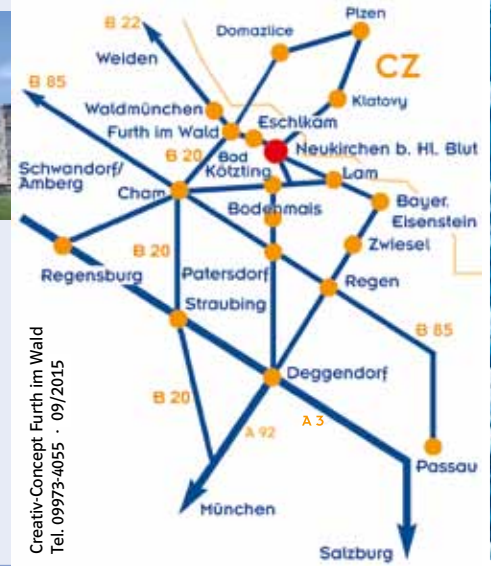 Plzen
B 22
Domazlice
Weiden
CZ
B 85
Klatovy
Waldmünchen
Eschlkam
Furth im Wald
Neukirchen b. Hl. Blut
B 20
Bad
Kötzting
Schwandorf/
Amberg
Lam
Cham
Bodenmais
Bayer.
Eisenstein
B 20
Zwiesel
Regensburg
Patersdorf
Regen
Straubing
B 85
Deggendorf
B 20
A 92
A 3
Passau
München
Salzburg
Creativ-Concept Furth im Wald
Tel. 09973-4055 · 09/2015